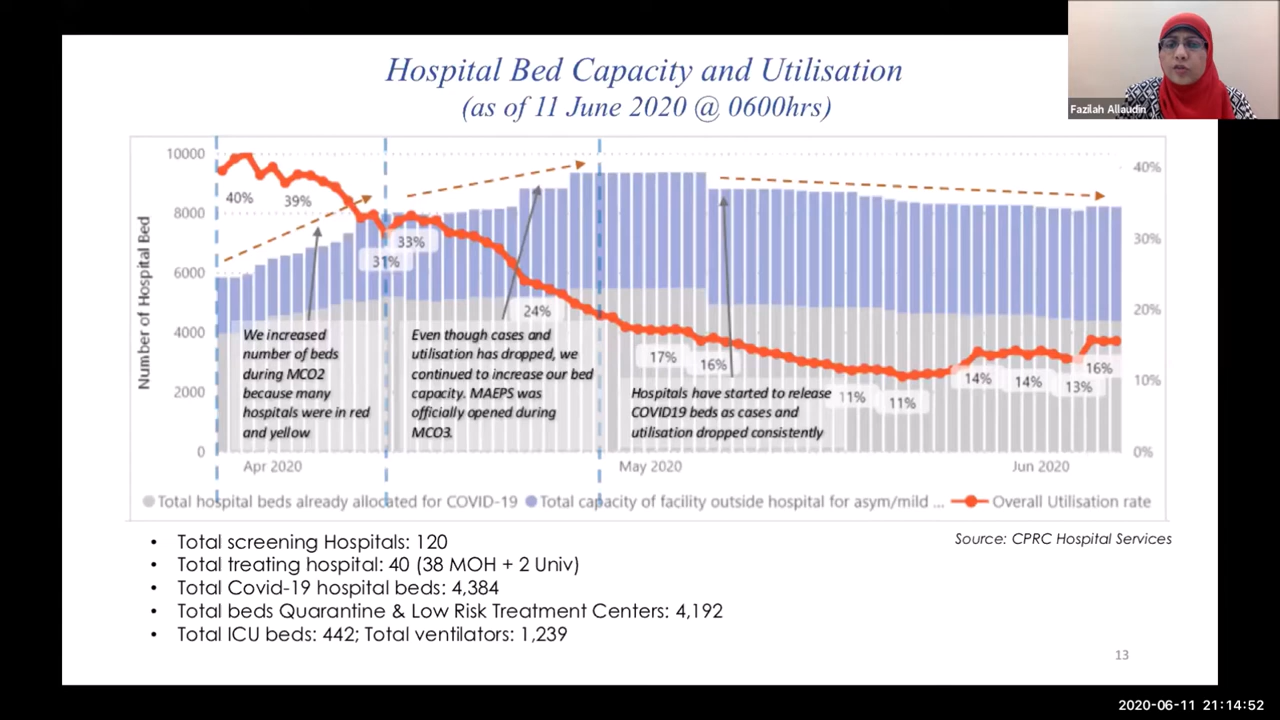 Hospital Bed Capacity and Utilisation
(as of 11 June 2020 @ 0600hrs)
Fazilah Allaudin
Number of Hospital Bed
10000
8000
6000
4000
2000
0
40%
30%
20%
10%
0%
40%
39%
31%
33%
24%
17%
16%
11%
11%
14%
14%
13%
16%
We increased
number of beds
during MCO2
because many
hospitals were in red
and yellow
Even though cases and
utilisation has dropped, we
continued to increase our bed
capacity. MAEPS was
officially opened during
MCO3.
Hospitals have started to release
COVID19 beds as cases and
utilisation dropped consistently
Apr 2020
May 2020
Jun 2020
Total hospital beds already allocated for COVID-19
Total capacity of facility outside hospital for asym/mild ...
Overall Utilisation rate
Source: CPRC Hospital Services
• Total screening Hospitals: 120
• Total treating hospital: 40 (38 MOH + 2 Univ)
• Total Covid-19 hospital beds: 4,384
• Total beds Quarantine & Low Risk Treatment Centers: 4,192
• Total ICU beds: 442; Total ventilators: 1,239
13
2020-06-11 21:14:52